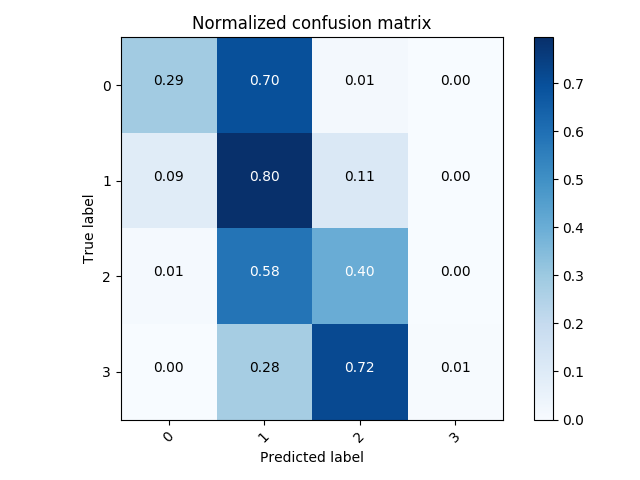 Normalized confusion matrix
True label
0 0.29 0.70 0.01 0.00
1 0.09 0.80 0.11 0.00
2 0.01 0.58 0.40 0.00
3 0.00 0.28 0.72 0.01
0 1 2 3
Predicted label
0.7
0.6
0.5
0.4
0.3
0.2
0.1
0.0